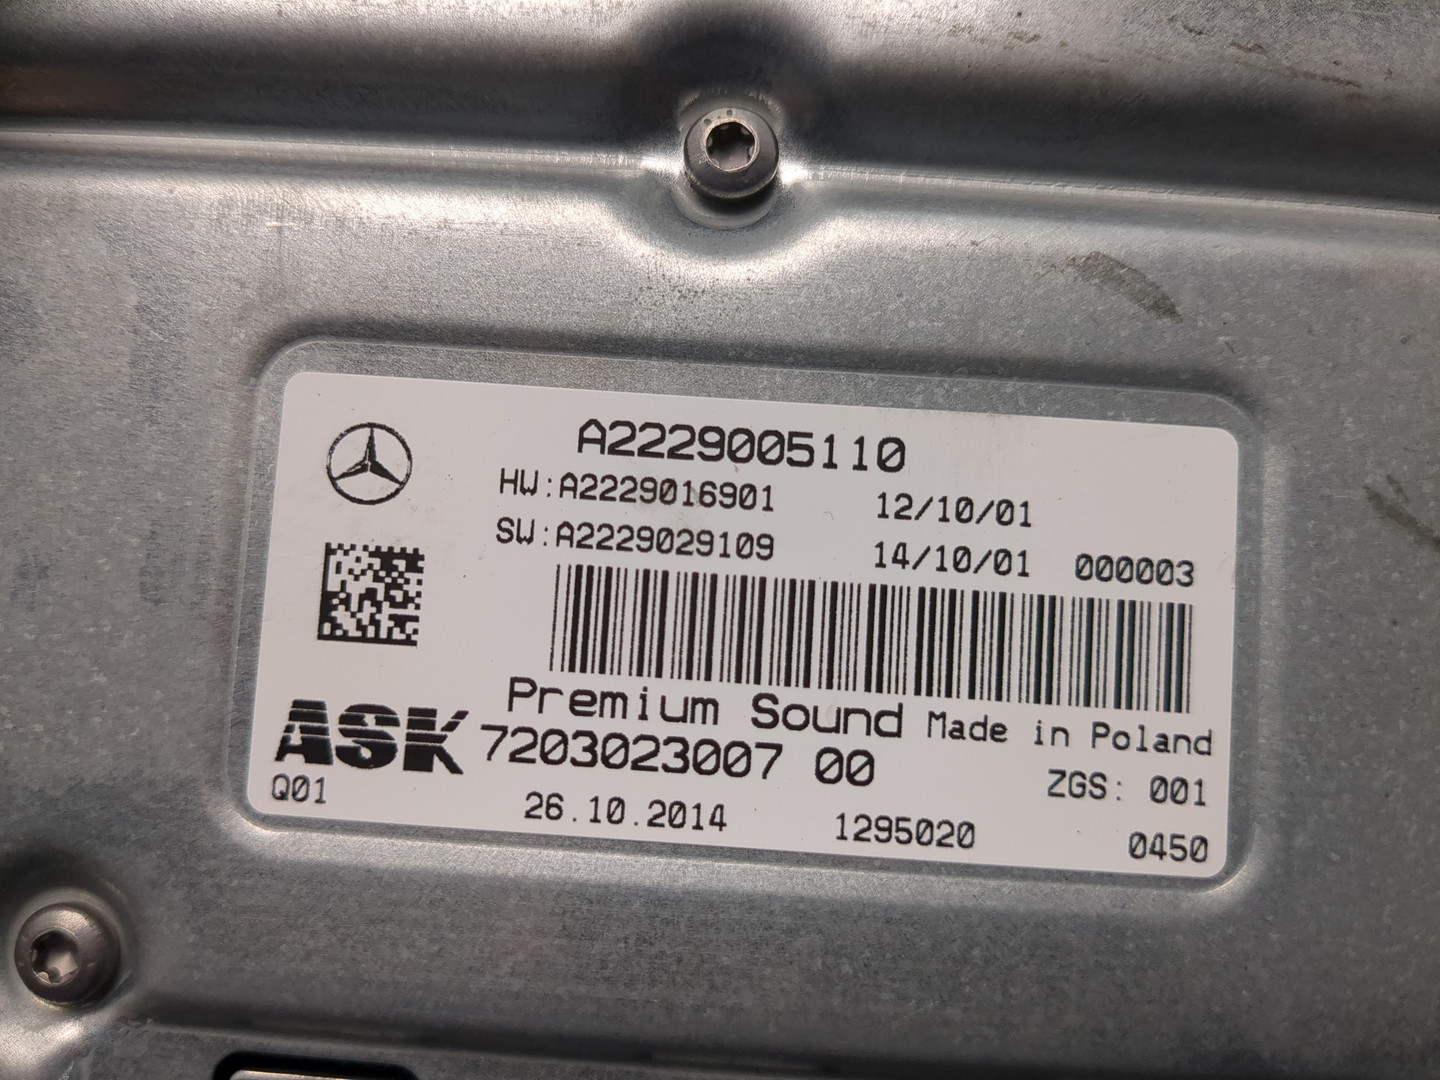 A2229005110
HW:A2229016901 12/10/01
SW:A2229029109 14/10/01 000003
Premium Sound Made in Poland
ASK 7203023007 00 ZGS: 001
Q01 26.10.2014 1295020 0450